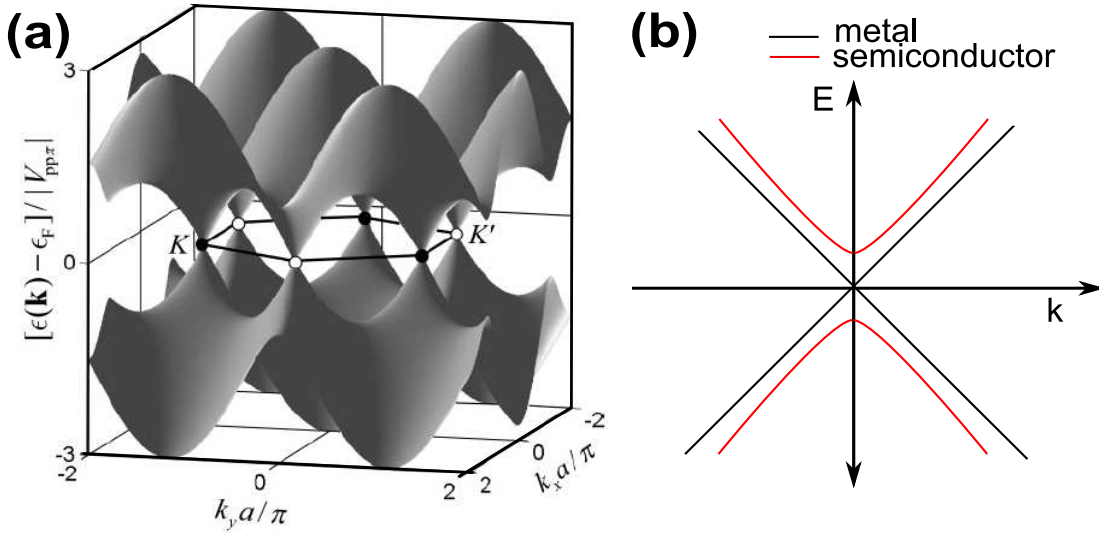 (a)
3
0
-3
[ϵ(k) – ϵF] / |Vppπ|
K
K′
-2
0
2
kya/π
2
0
-2
kxa/π
(b)
metal
semiconductor
E
k